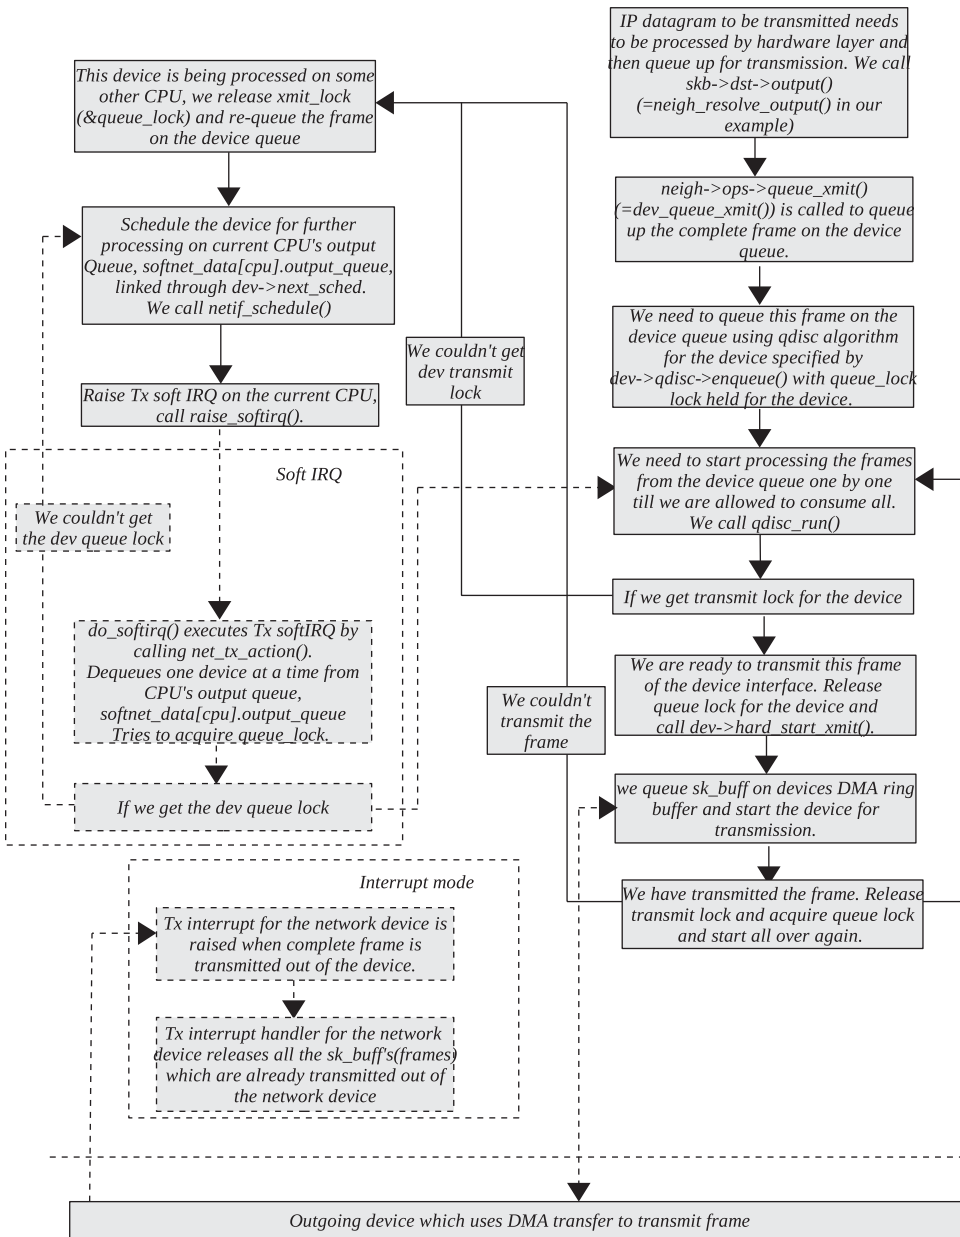 IP datagram to be transmitted needs
to be processed by hardware layer and
then queue up for transmission. We call
skb->dst->output()
(=neigh_resolve_output() in our
example)
This device is being processed on some
other CPU, we release xmit_lock
(&queue_lock) and re-queue the frame
on the device queue
neigh->ops->queue_xmit()
(=dev_queue_xmit()) is called to queue
up the complete frame on the device
queue.
Schedule the device for further
processing on current CPU's output
Queue, softnet_data[cpu].output_queue,
linked through dev->next_sched.
We call netif_schedule()
We need to queue this frame on the
device queue using qdisc algorithm
for the device specified by
dev->qdisc->enqueue() with queue_lock
lock held for the device.
We couldn't get
dev transmit
lock
Raise Tx soft IRQ on the current CPU,
call raise_softirq().
Soft IRQ
We need to start processing the frames
from the device queue one by one
till we are allowed to consume all.
We call qdisc_run()
We couldn't get
the dev queue lock
If we get transmit lock for the device
do_softirq() executes Tx softIRQ by
calling net_tx_action().
Dequeues one device at a time from
CPU's output queue,
softnet_data[cpu].output_queue
Tries to acquire queue_lock.
We are ready to transmit this frame
of the device interface. Release
queue lock for the device and
call dev->hard_start_xmit().
We couldn't
transmit the
frame
If we get the dev queue lock
we queue sk_buff on devices DMA ring
buffer and start the device for
transmission.
We have transmitted the frame. Release
transmit lock and acquire queue lock
and start all over again.
Interrupt mode
Tx interrupt for the network device is
raised when complete frame is
transmitted out of the device.
Tx interrupt handler for the network
device releases all the sk_buff's(frames)
which are already transmitted out of
the network device
Outgoing device which uses DMA transfer to transmit frame